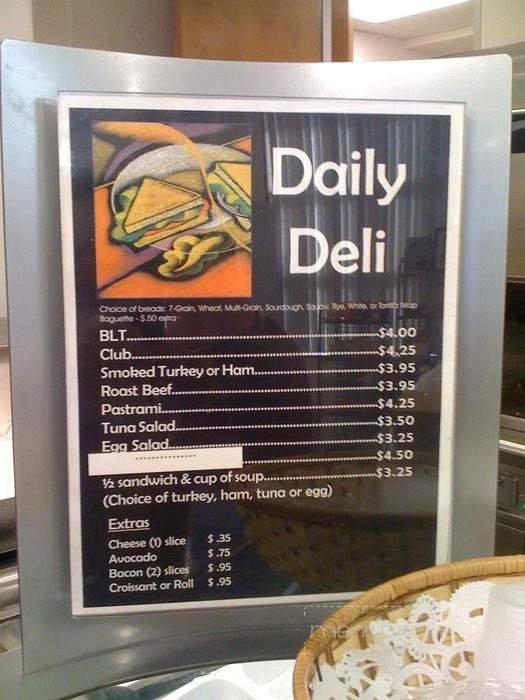 Daily
Deli
Choice of breads: 7-Grain, Wheat, Multi-Grain, Sourdough, Squaw, Rye, White, or Tortilla Wrap
Baguette - $.50 extra
BLT....................$4.00
Club....................$4.25
Smoked Turkey or Ham....................$3.95
Roast Beef....................$3.95
Pastrami....................$4.25
Tuna Salad....................$3.50
Egg Salad....................$3.25
....................$4.50
½ sandwich & cup of soup....................$3.25
(Choice of turkey, ham, tuna or egg)
Extras
Cheese (1) slice $ .35
Avocado $ .75
Bacon (2) slices $ .95
Croissant or Roll $ .95